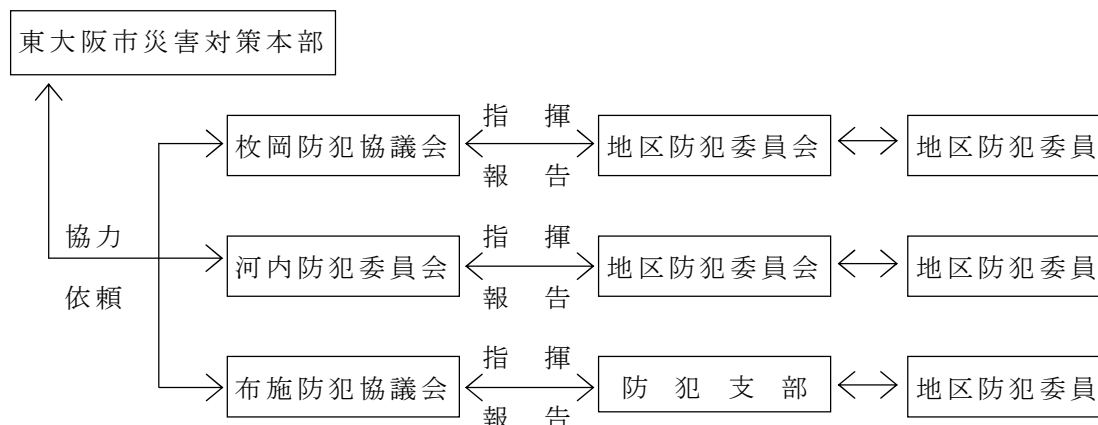 東大阪市災害対策本部
指揮
枚岡防犯協議会 地区防犯委員会 地区防犯委員
報告
協力
指揮
河内防犯委員会 地区防犯委員会 地区防犯委員
依頼
報告
指揮
布施防犯協議会 防犯支部 地区防犯委員
報告